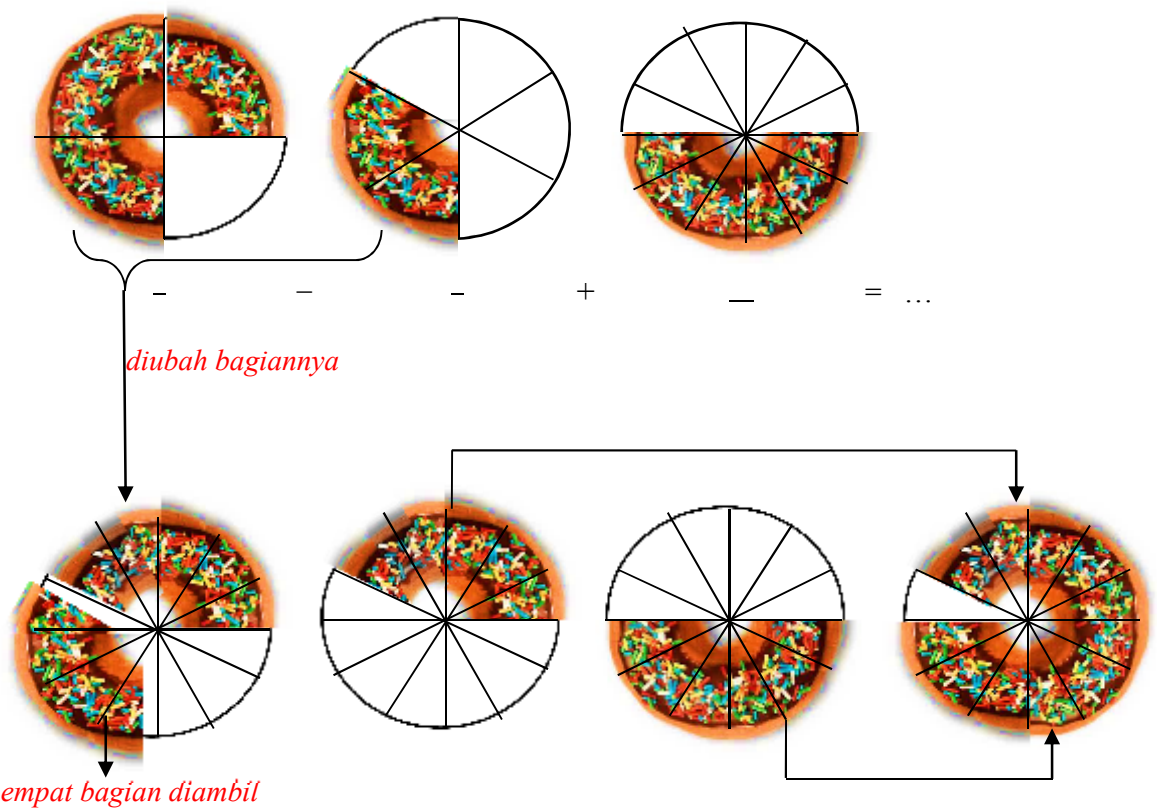 – – – + — = …
diubah bagiannya
empat bagian diambil